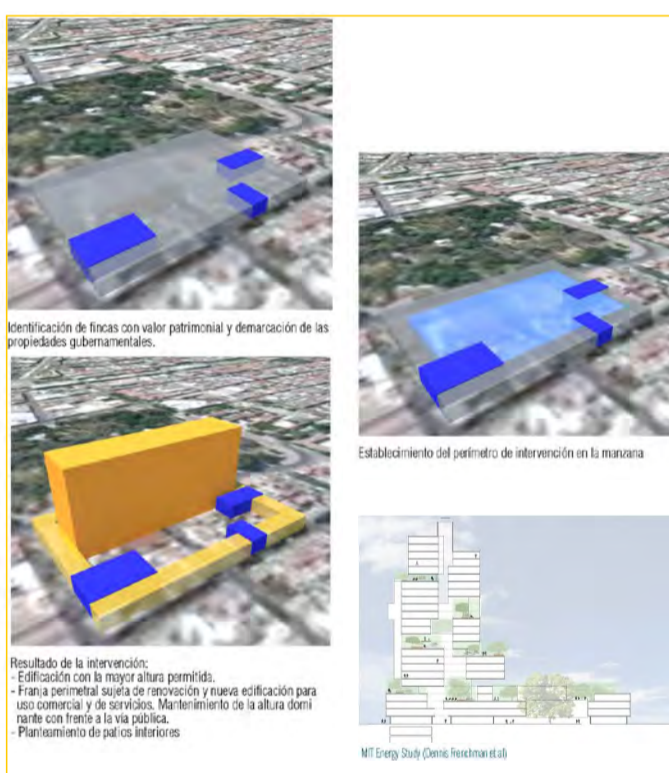 Identificación de fincas con valor patrimonial y demarcación de las
propiedades gubernamentales.
Establecimiento del perímetro de intervención en la manzana
Resultado de la intervención:
- Edificación con la mayor altura permitida.
- Franja perimetral sujeta de renovación y nueva edificación para
uso comercial y de servicios. Mantenimiento de la altura domi
nante con frente a la vía pública.
- Planteamiento de patios interiores
MIT Energy Study (Dennis Frenchman et al)